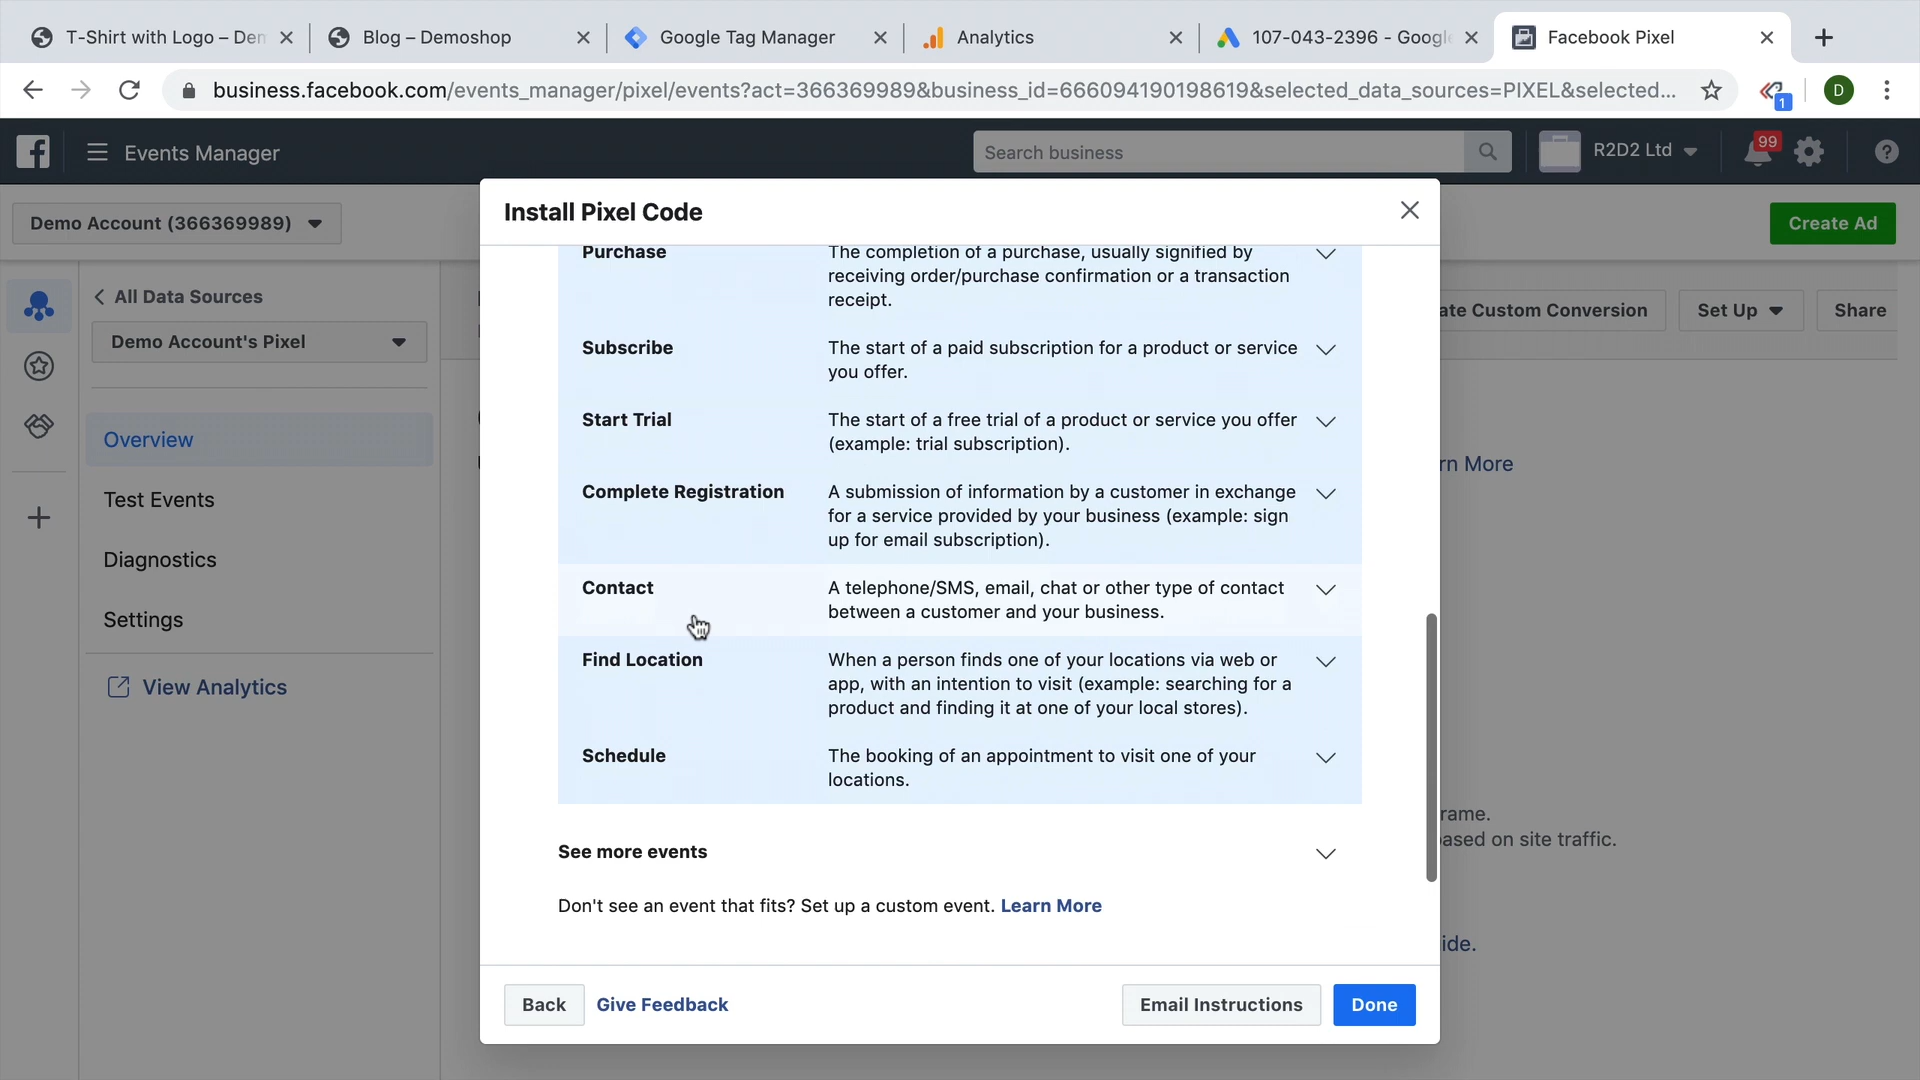 T-Shirt with Logo – Dem
Blog – Demoshop
Google Tag Manager
Analytics
107-043-2396 - Google
Facebook Pixel
business.facebook.com/events_manager/pixel/events?act=366369989&business_id=666094190198619&selected_data_sources=PIXEL&selected...
1
D
Events Manager
Search business
R2D2 Ltd
99
Demo Account (366369989)
Create Ad
All Data Sources
Demo Account's Pixel
Overview
Test Events
Diagnostics
Settings
View Analytics
ate Custom Conversion
Set Up
Share
rn More
rame.
ased on site traffic.
ide.
Install Pixel Code
Purchase
The completion of a purchase, usually signified by
receiving order/purchase confirmation or a transaction
receipt.
Subscribe
The start of a paid subscription for a product or service
you offer.
Start Trial
The start of a free trial of a product or service you offer
(example: trial subscription).
Complete Registration
A submission of information by a customer in exchange
for a service provided by your business (example: sign
up for email subscription).
Contact
A telephone/SMS, email, chat or other type of contact
between a customer and your business.
Find Location
When a person finds one of your locations via web or
app, with an intention to visit (example: searching for a
product and finding it at one of your local stores).
Schedule
The booking of an appointment to visit one of your
locations.
See more events
Don't see an event that fits? Set up a custom event. Learn More
Back
Give Feedback
Email Instructions
Done